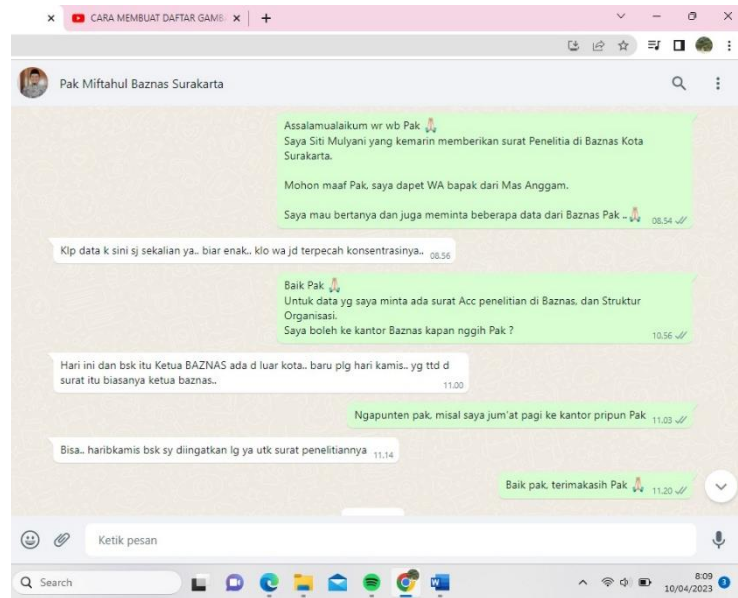 CARA MEMBUAT DAFTAR GAMB
Pak Miftahul Baznas Surakarta
Assalamualaikum wr wb Pak 🙏🏻
Saya Siti Mulyani yang kemarin memberikan surat Penelitia di Baznas Kota
Surakarta.
Mohon maaf Pak, saya dapet WA bapak dari Mas Anggam.
Saya mau bertanya dan juga meminta beberapa data dari Baznas Pak .. 🙏🏻 08.54
Klp data k sini sj sekalian ya.. biar enak.. klo wa jd terpecah konsentrasinya.. 08.56
Baik Pak 🙏🏻
Untuk data yg saya minta ada surat Acc penelitian di Baznas, dan Struktur
Organisasi.
Saya boleh ke kantor Baznas kapan nggih Pak ? 10.56
Hari ini dan bsk itu Ketua BAZNAS ada d luar kota.. baru plg hari kamis.. yg ttd d
surat itu biasanya ketua baznas.. 11.00
Ngapunten pak, misal saya jum'at pagi ke kantor pripun Pak 11.03
Bisa.. haribkamis bsk sy diingatkan lg ya utk surat penelitiannya 11.14
Baik pak, terimakasih Pak 🙏🏻 11.20
Ketik pesan
Search
8:09
10/04/2023
3